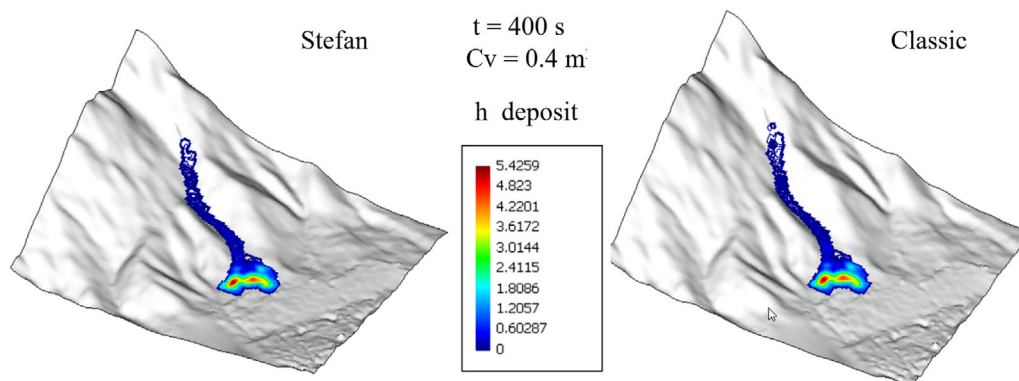 Stefan
t = 400 s
Cv = 0.4 m
Classic
h deposit
5.4259
4.823
4.2201
3.6172
3.0144
2.4115
1.8086
1.2057
0.60287
0